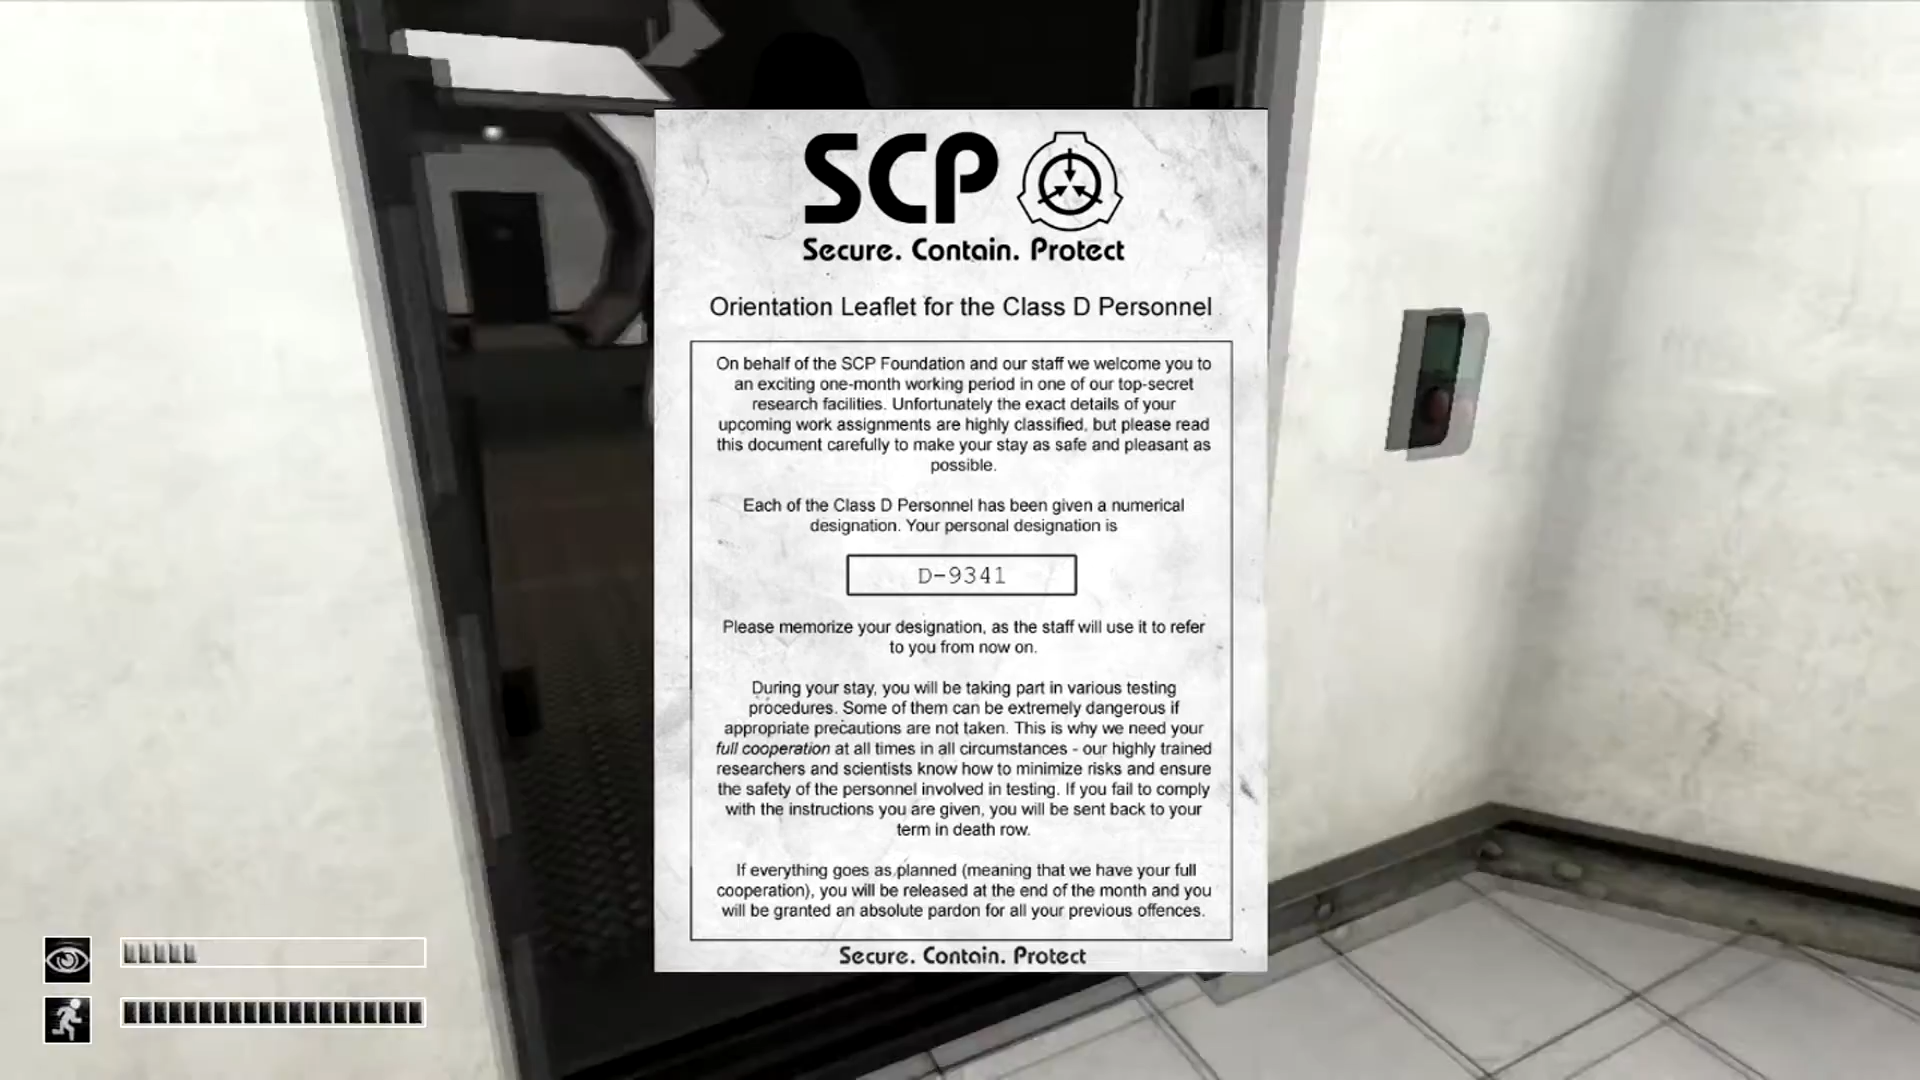 SCP
Secure. Contain. Protect
Orientation Leaflet for the Class D Personnel
On behalf of the SCP Foundation and our staff we welcome you to
an exciting one-month working period in one of our top-secret
research facilities. Unfortunately the exact details of your
upcoming work assignments are highly classified, but please read
this document carefully to make your stay as safe and pleasant as
possible.
Each of the Class D Personnel has been given a numerical
designation. Your personal designation is
D-9341
Please memorize your designation, as the staff will use it to refer
to you from now on.
During your stay, you will be taking part in various testing
procedures. Some of them can be extremely dangerous if
appropriate precautions are not taken. This is why we need your
full cooperation at all times in all circumstances - our highly trained
researchers and scientists know how to minimize risks and ensure
the safety of the personnel involved in testing. If you fail to comply
with the instructions you are given, you will be sent back to your
term in death row.
If everything goes as planned (meaning that we have your full
cooperation), you will be released at the end of the month and you
will be granted an absolute pardon for all your previous offences.
Secure. Contain. Protect